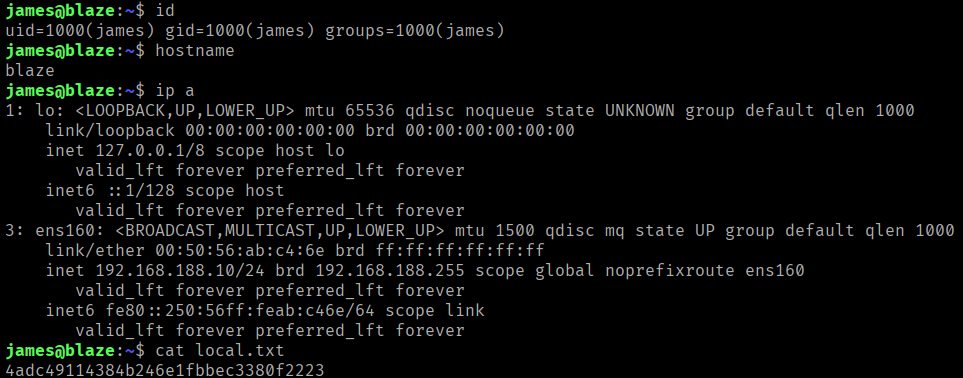 james@blaze:~$ id
uid=1000(james) gid=1000(james) groups=1000(james)
james@blaze:~$ hostname
blaze
james@blaze:~$ ip a
1: lo: <LOOPBACK,UP,LOWER_UP> mtu 65536 qdisc noqueue state UNKNOWN group default qlen 1000
    link/loopback 00:00:00:00:00:00 brd 00:00:00:00:00:00
    inet 127.0.0.1/8 scope host lo
       valid_lft forever preferred_lft forever
    inet6 ::1/128 scope host
       valid_lft forever preferred_lft forever
3: ens160: <BROADCAST,MULTICAST,UP,LOWER_UP> mtu 1500 qdisc mq state UP group default qlen 1000
    link/ether 00:50:56:ab:c4:6e brd ff:ff:ff:ff:ff:ff
    inet 192.168.188.10/24 brd 192.168.188.255 scope global noprefixroute ens160
       valid_lft forever preferred_lft forever
    inet6 fe80::250:56ff:feab:c46e/64 scope link
       valid_lft forever preferred_lft forever
james@blaze:~$ cat local.txt
4adc49114384b246e1fbbec3380f2223